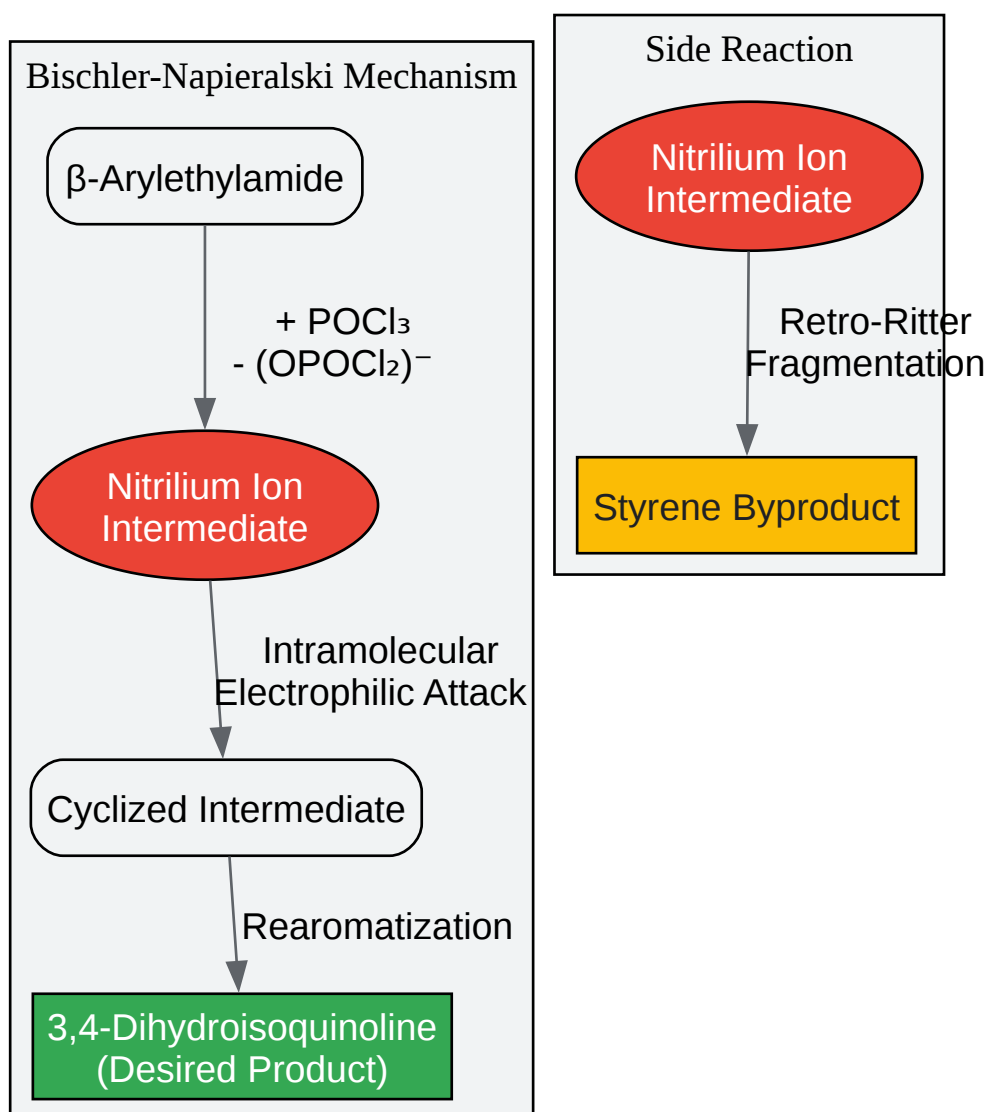 Bischler-Napieralski Mechanism
β-Arylethylamide
+ POCl₃
- (OPOCl₂)⁻
Nitrilium Ion
Intermediate
Intramolecular
Electrophilic Attack
Cyclized Intermediate
Rearomatization
3,4-Dihydroisoquinoline
(Desired Product)
Side Reaction
Nitrilium Ion
Intermediate
Retro-Ritter
Fragmentation
Styrene Byproduct